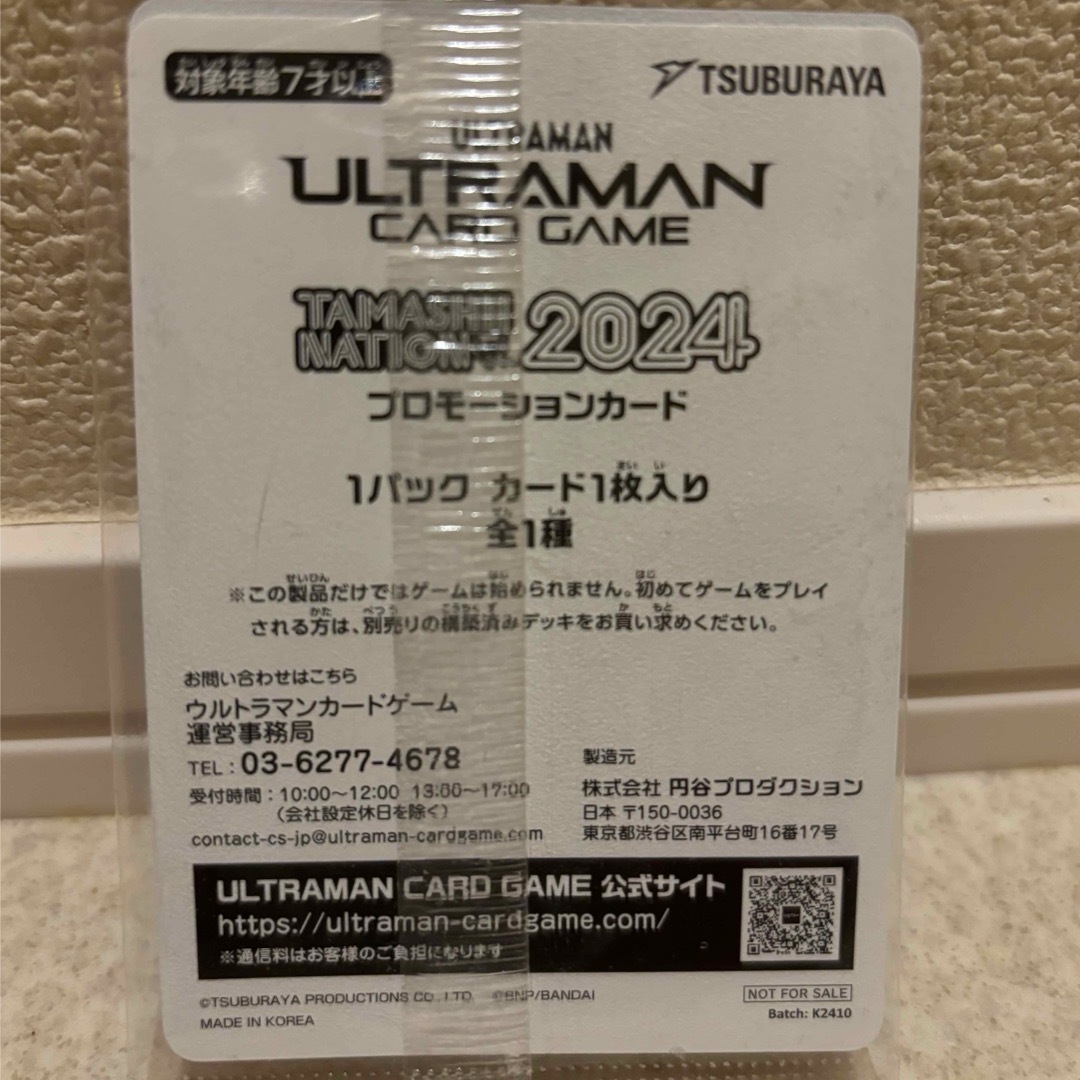 対象年齢7才以上
TSUBURAYA
ULTRAMAN
ULTRAMAN
CARD GAME
TAMASHII
NATION 2024
プロモーションカード
1パック カード1枚入り
全1種
※この製品だけではゲームは始められません。初めてゲームをプレイ
される方は、別売りの構築済みデッキをお買い求めください。
お問い合わせはこちら
ウルトラマンカードゲーム
運営事務局
TEL：03-6277-4678
受付時間：10:00〜12:00 13:00〜17:00
（会社設定休日を除く）
contact-cs-jp@ultraman-cardgame.com
製造元
株式会社 円谷プロダクション
日本 〒150-0036
東京都渋谷区南平台町16番17号
ULTRAMAN CARD GAME 公式サイト
https://ultraman-cardgame.com/
※通信料はお客様のご負担になります
©TSUBURAYA PRODUCTIONS CO., LTD. ©BNP/BANDAI
MADE IN KOREA
NOT FOR SALE
Batch: K2410